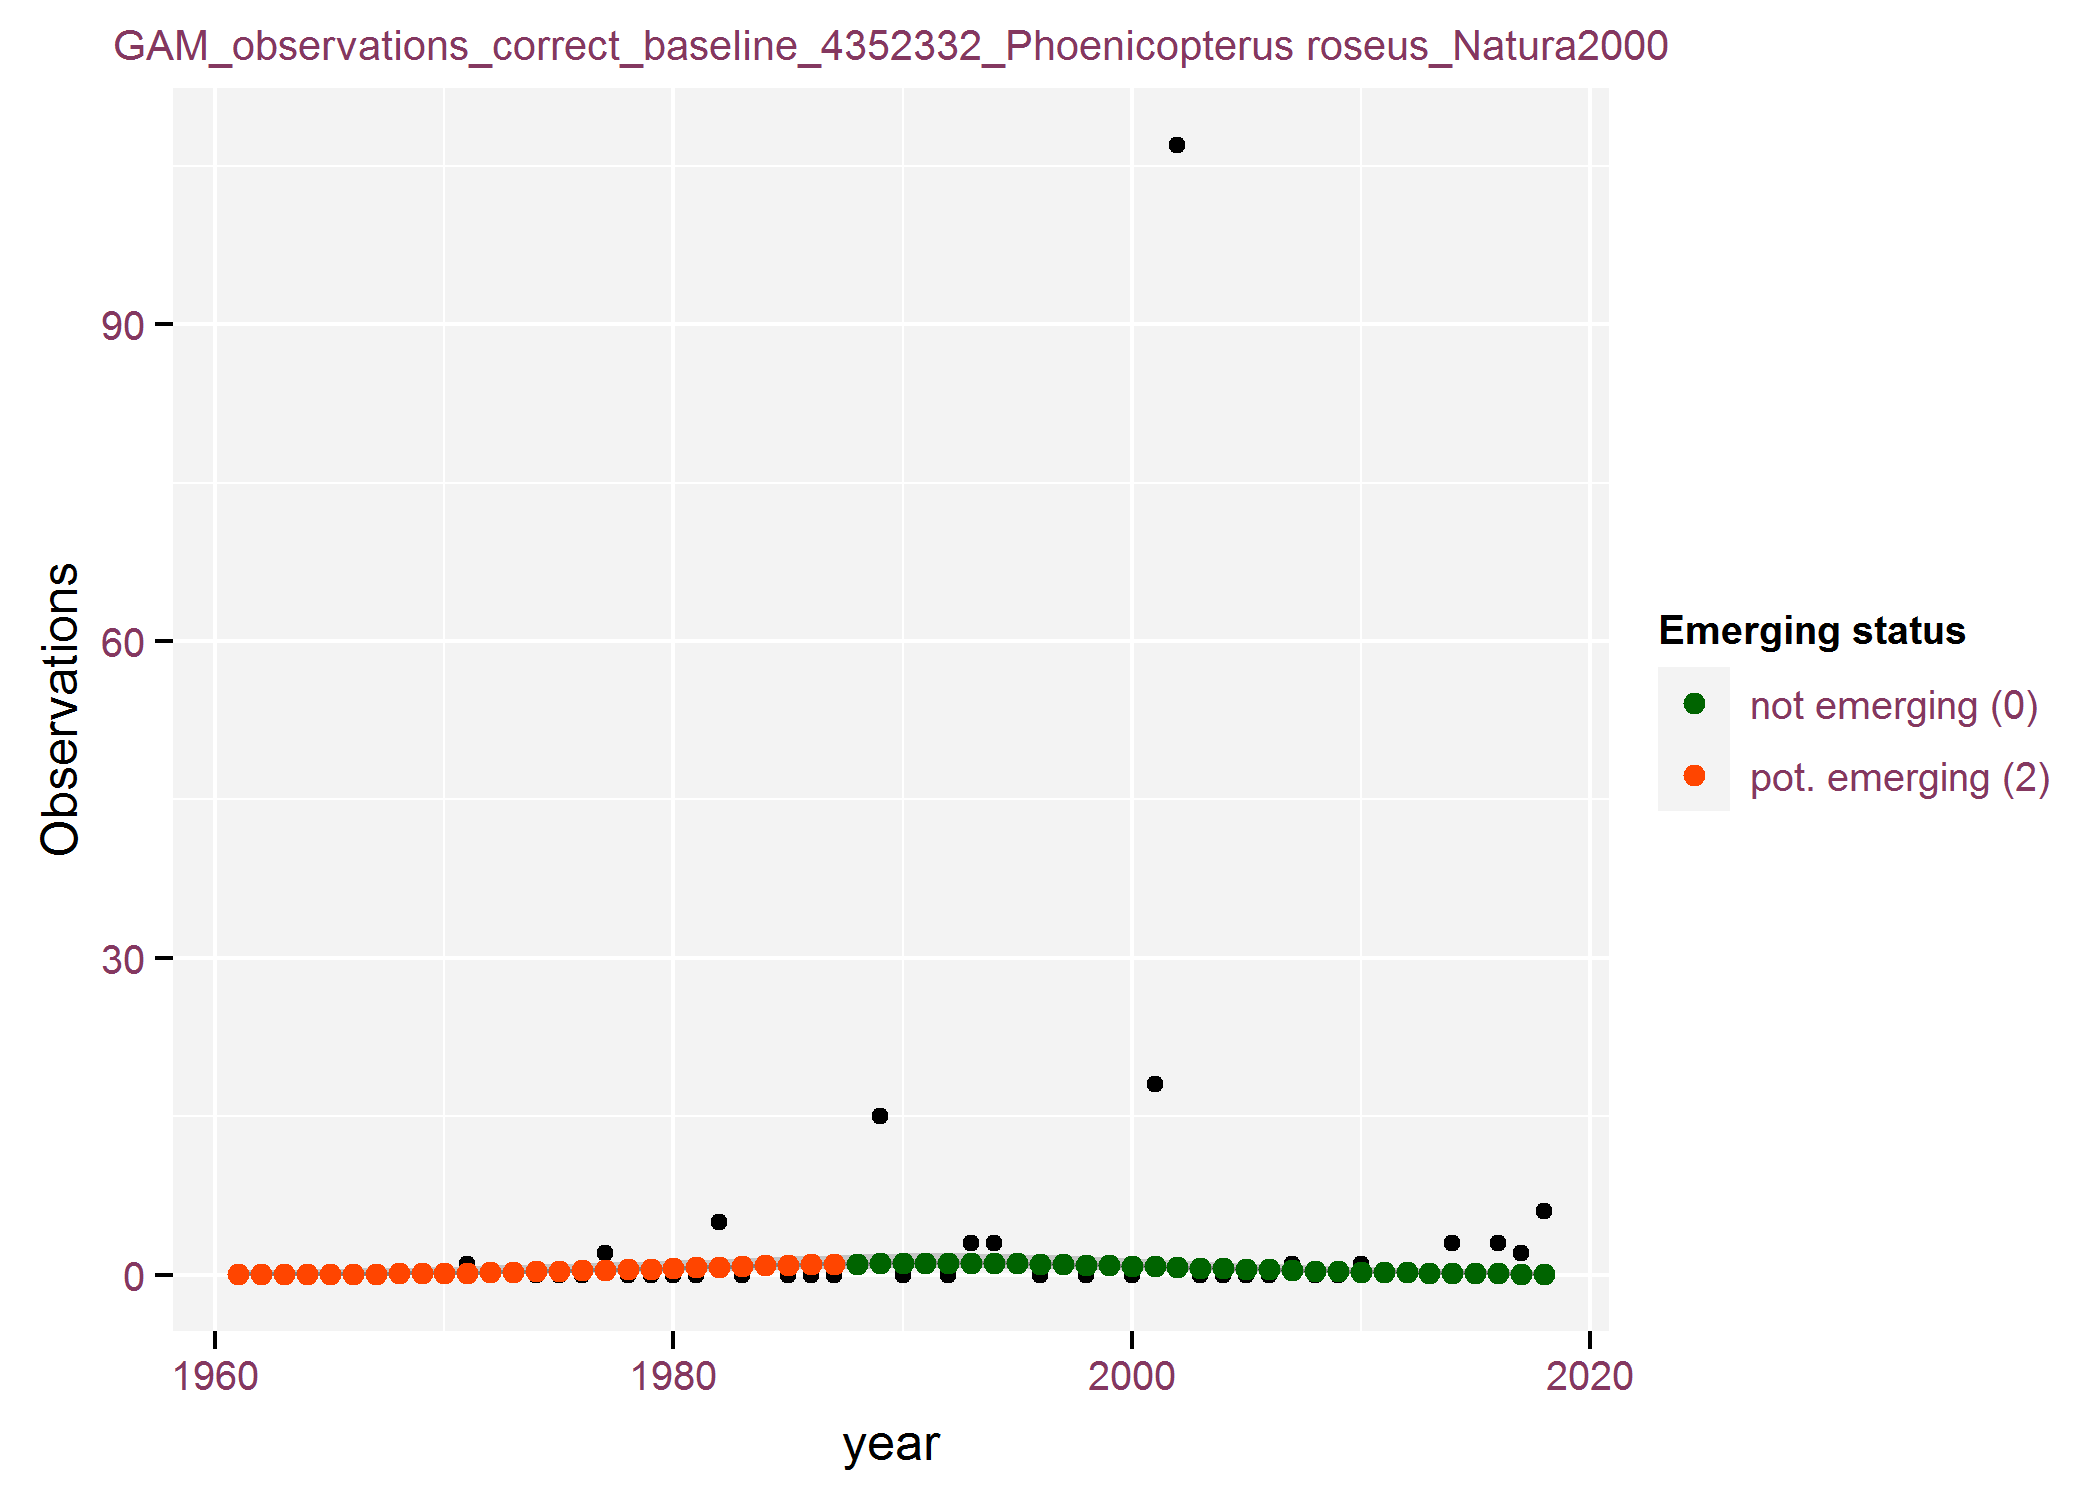 GAM_observations_correct_baseline_4352332_Phoenicopterus roseus_Natura2000
Observations
90
60
30
0
1960
1980
2000
2020
year
Emerging status
not emerging (0)
pot. emerging (2)